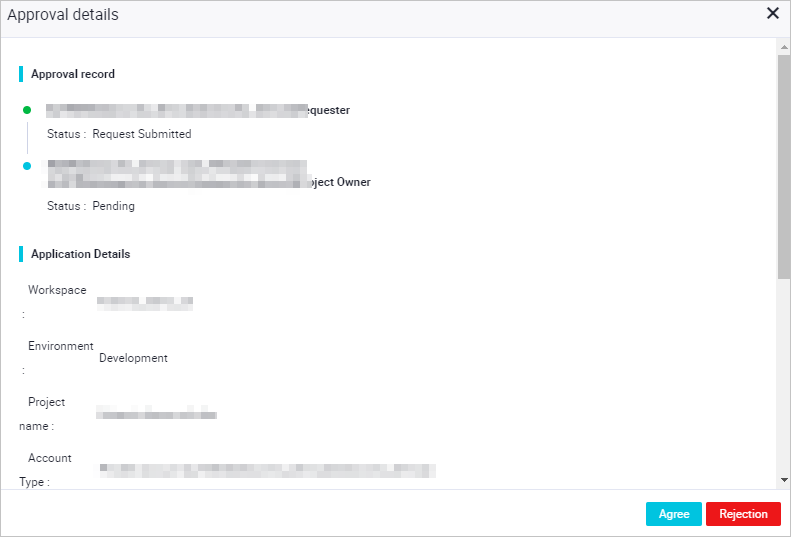 Approval details
Approval record
equester
Status : Request Submitted
oject Owner
Status : Pending
Application Details
Workspace
:
Environment
:
Development
Project
name :
Account
Type :
Agree
Rejection